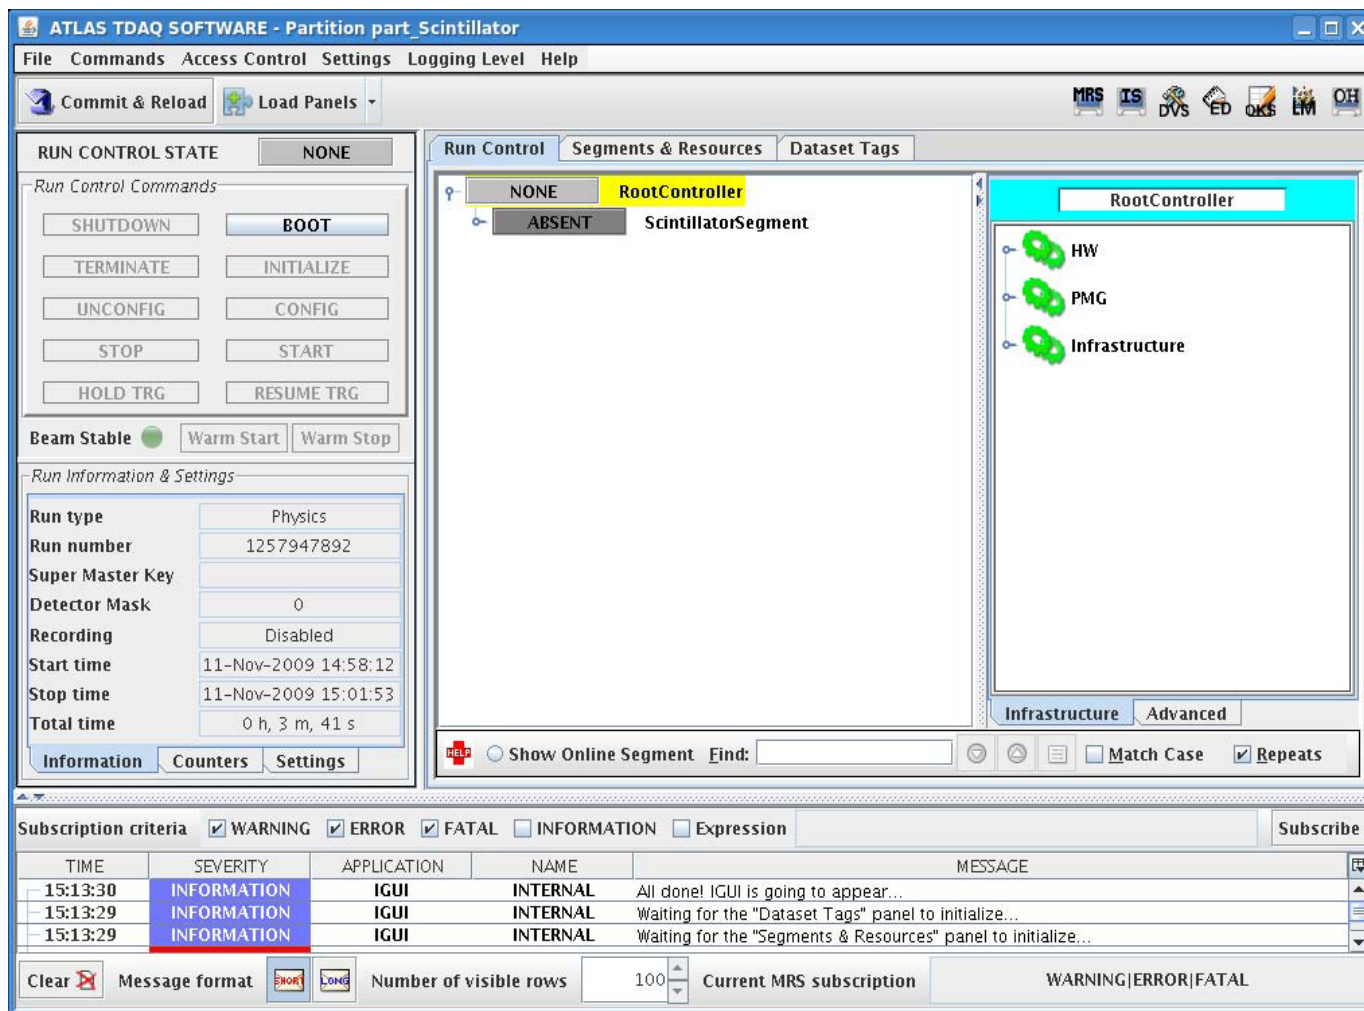 ATLAS TDAQ SOFTWARE - Partition part_Scintillator
File Commands Access Control Settings Logging Level Help
Commit & Reload Load Panels
MRS IS DVS ED OKS LM OH
RUN CONTROL STATE NONE
Run Control Commands
SHUTDOWN BOOT
TERMINATE INITIALIZE
UNCONFIG CONFIG
STOP START
HOLD TRG RESUME TRG
Beam Stable Warm Start Warm Stop
Run Information & Settings
Run type Physics
Run number 1257947892
Super Master Key
Detector Mask 0
Recording Disabled
Start time 11-Nov-2009 14:58:12
Stop time 11-Nov-2009 15:01:53
Total time 0 h, 3 m, 41 s
Information Counters Settings
Run Control Segments & Resources Dataset Tags
NONE RootController
ABSENT ScintillatorSegment
RootController
HW
PMG
Infrastructure
Infrastructure Advanced
HELP Show Online Segment Find: Match Case Repeats
Subscription criteria WARNING ERROR FATAL INFORMATION Expression Subscribe
TIME SEVERITY APPLICATION NAME MESSAGE
15:13:30 INFORMATION IGUI INTERNAL All done! IGUI is going to appear...
15:13:29 INFORMATION IGUI INTERNAL Waiting for the "Dataset Tags" panel to initialize...
15:13:29 INFORMATION IGUI INTERNAL Waiting for the "Segments & Resources" panel to initialize...
Clear Message format SHORT LONG Number of visible rows 100 Current MRS subscription WARNING|ERROR|FATAL